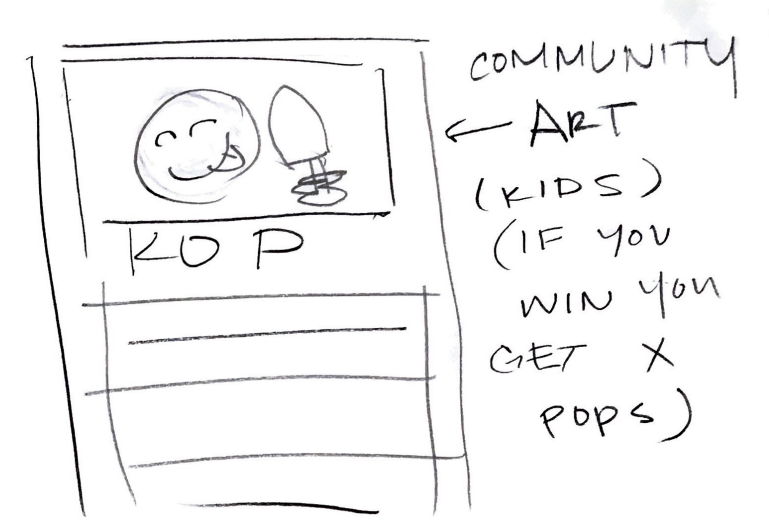 KOP
COMMUNITY
ART
(KIDS)
(IF YOU
WIN YOU
GET X
POPS)